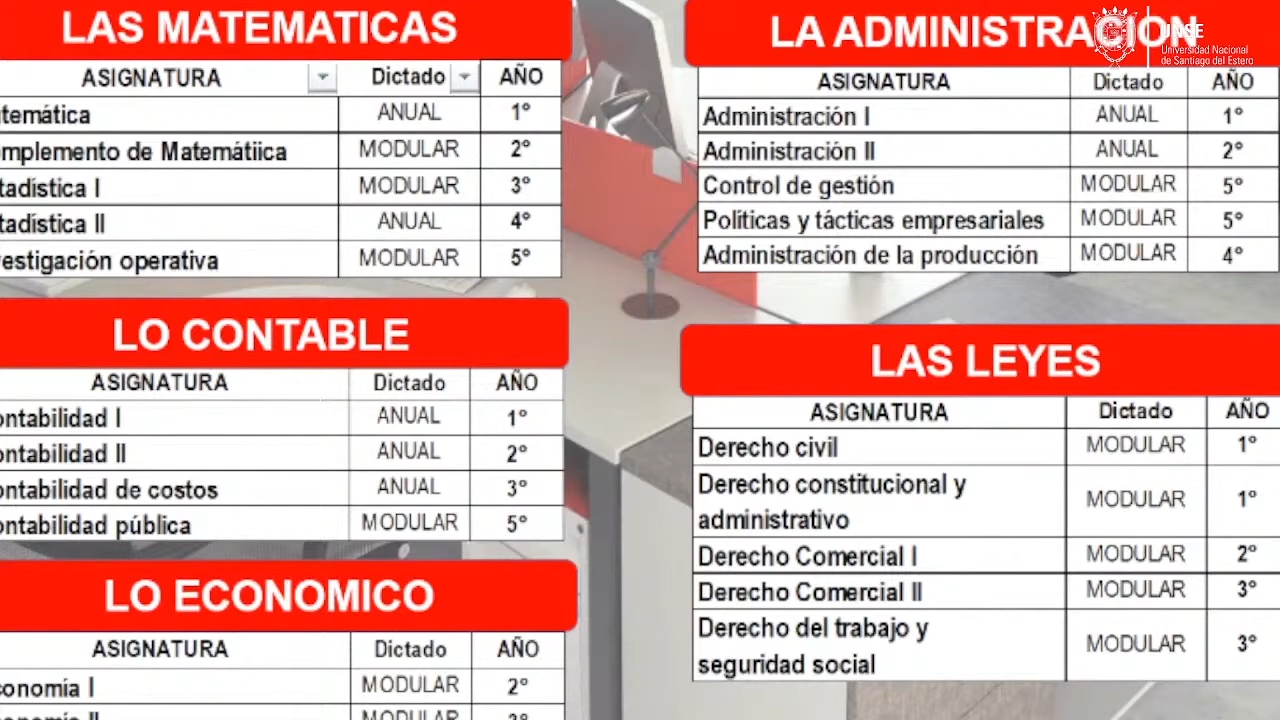 LAS MATEMATICAS
ASIGNATURA Dictado AÑO
temática ANUAL 1°
mplemento de Matemátiica MODULAR 2°
tadística I MODULAR 3°
tadística II ANUAL 4°
vestigación operativa MODULAR 5°
LO CONTABLE
ASIGNATURA Dictado AÑO
ontabilidad I ANUAL 1°
ontabilidad II ANUAL 2°
ontabilidad de costos ANUAL 3°
ontabilidad pública MODULAR 5°
LO ECONOMICO
ASIGNATURA Dictado AÑO
conomía I MODULAR 2°
LA ADMINISTRACION
ASIGNATURA Dictado AÑO
Administración I ANUAL 1°
Administración II ANUAL 2°
Control de gestión MODULAR 5°
Políticas y tácticas empresariales MODULAR 5°
Administración de la producción MODULAR 4°
LAS LEYES
ASIGNATURA Dictado AÑO
Derecho civil MODULAR 1°
Derecho constitucional y
administrativo MODULAR 1°
Derecho Comercial I MODULAR 2°
Derecho Comercial II MODULAR 3°
Derecho del trabajo y
seguridad social MODULAR 3°
Universidad Nacional
de Santiago del Estero